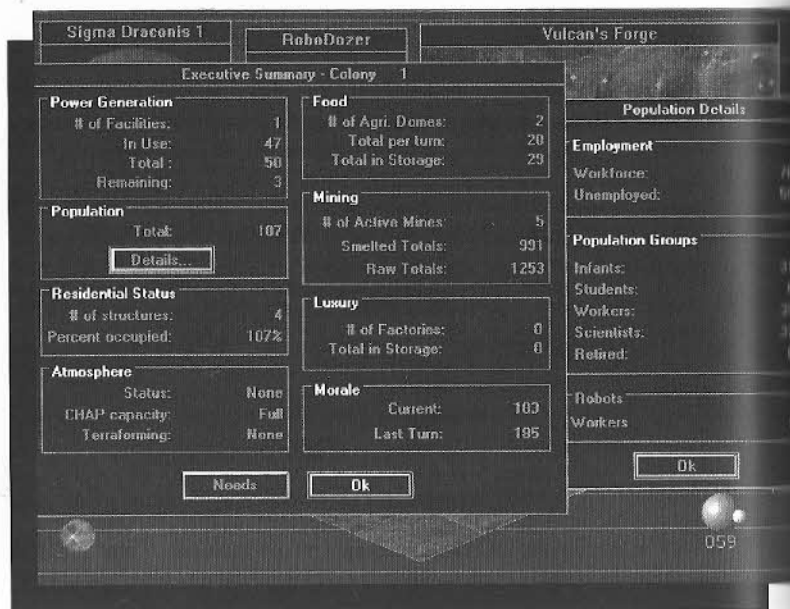 Sigma Draconis 1
RoboDozer
Vulcan's Forge
Executive Summary - Colony 1
Power Generation
# of Facilities: 1
In Use: 47
Total : 50
Remaining: 3
Population
Total: 107
Details...
Residential Status
# of structures: 4
Percent occupied: 107%
Atmosphere
Status: None
CHAP capacity: Full
Terraforming: None
Food
# of Agri. Domes: 2
Total per turn: 20
Total in Storage: 29
Mining
# of Active Mines: 5
Smelted Totals: 991
Raw Totals: 1253
Luxury
# of Factories: 0
Total in Storage: 0
Morale
Current:
Last Turn:
Needs
Ok
Population Details
Employment
Workforce:
Unemployed:
Population Groups
Infants:
Students:
Workers:
Scientists:
Retired:
Robots
Workers
Ok
059